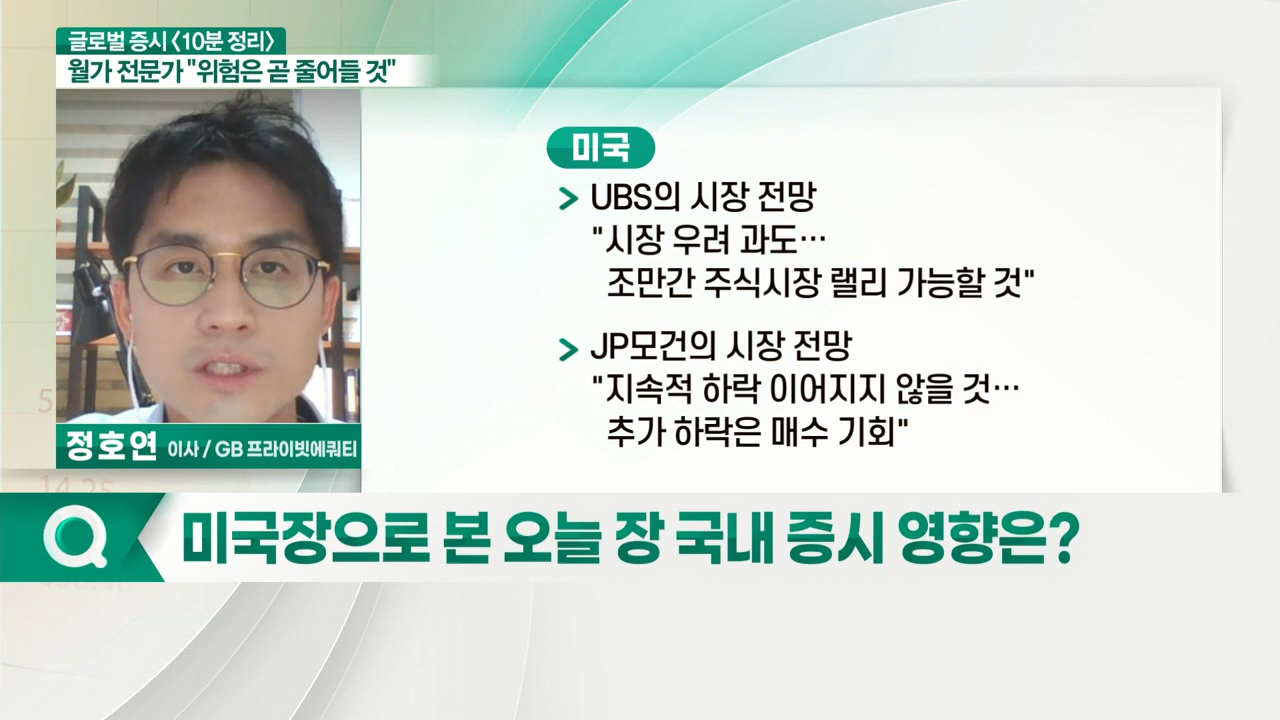 글로벌 증시 <10분 정리>
월가 전문가 "위험은 곧 줄어들 것"
미국
UBS의 시장 전망
"시장 우려 과도…
조만간 주식시장 랠리 가능할 것"
JP모건의 시장 전망
"지속적 하락 이어지지 않을 것…
추가 하락은 매수 기회"
정호연 이사 / GB 프라이빗에쿼티
미국장으로 본 오늘 장 국내 증시 영향은?